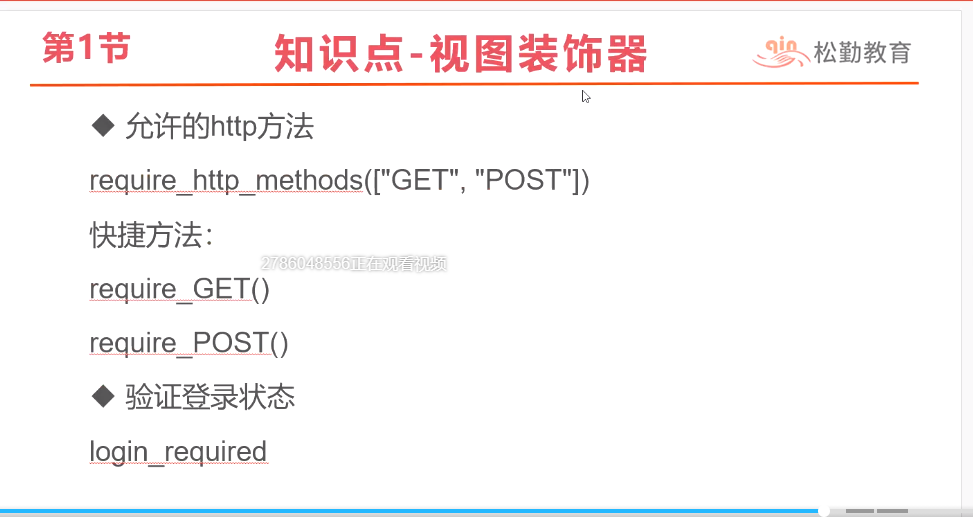 第1节
知识点-视图装饰器
qin 松勤教育
◆ 允许的http方法
require_http_methods(["GET", "POST"])
快捷方法：
2786048556正在观看视频
require_GET()
require_POST()
◆ 验证登录状态
login_required